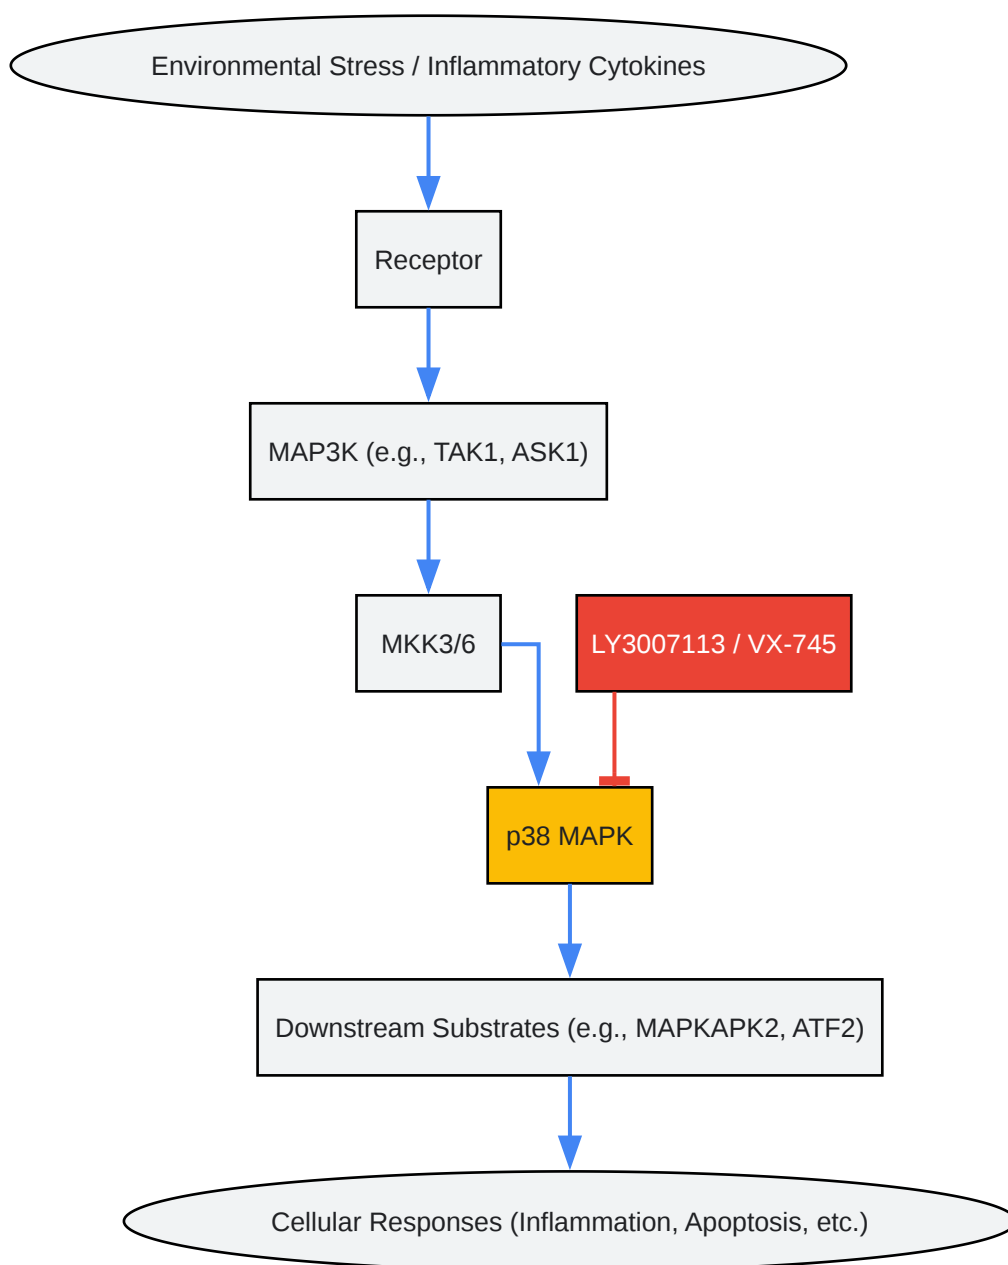 Environmental Stress / Inflammatory Cytokines
Receptor
MAP3K (e.g., TAK1, ASK1)
MKK3/6
LY3007113 / VX-745
p38 MAPK
Downstream Substrates (e.g., MAPKAPK2, ATF2)
Cellular Responses (Inflammation, Apoptosis, etc.)